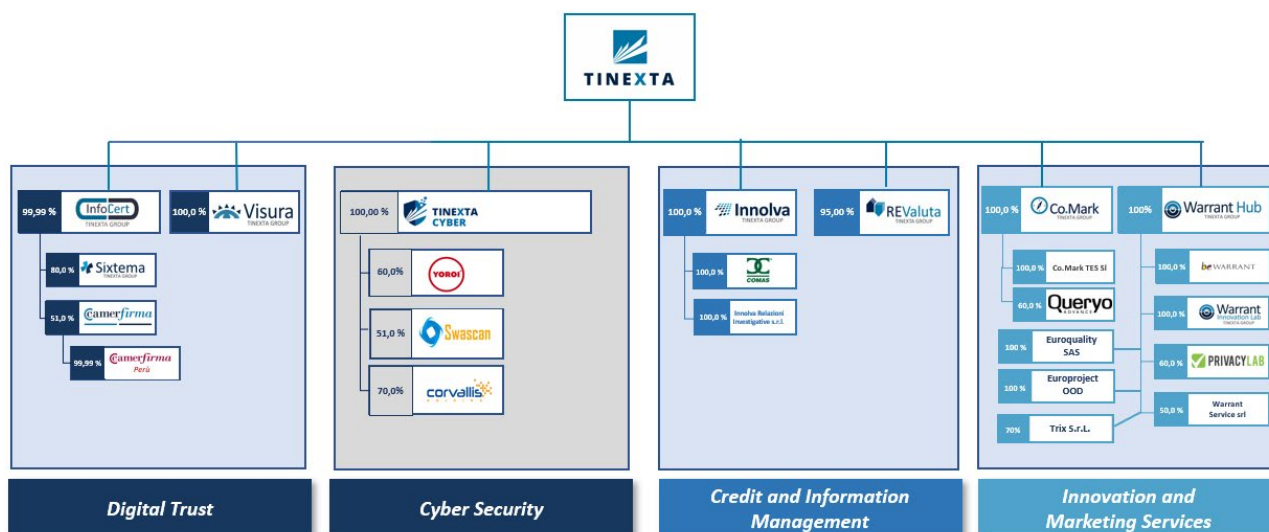 TINEXTA
99,99 %
InfoCert
TINEXTA GROUP
80,0 %
Sixtema
TINEXTA GROUP
51,0 %
Camerfirma
99,99 %
Camerfirma
Perù
100,0 %
Visura
TINEXTA GROUP
Digital Trust
100,00 %
TINEXTA
CYBER
60,0%
YOROI
51,0 %
Swascan
70,0%
corvallis
Cyber Security
100,0 %
Innolva
TINEXTA GROUP
100,0 %
COMAS
100,0 %
Innolva Relazioni
Investigative s.r.l.
95,00 %
REValuta
TINEXTA GROUP
Credit and Information
Management
100,0 %
Co.Mark
TINEXTA GROUP
100,0 %
Co.Mark TES Sl
60,0 %
Queryo
ADVANCE
100 %
Euroquality
SAS
100 %
Europroject
OOD
70%
Trix S.r.L.
100%
Warrant Hub
TINEXTA GROUP
100,0 %
beWARRANT
100,0 %
Warrant
Innovation Lab
TINEXTA GROUP
60,0 %
PRIVACYLAB
50,0 %
Warrant
Service srl
Innovation and
Marketing Services